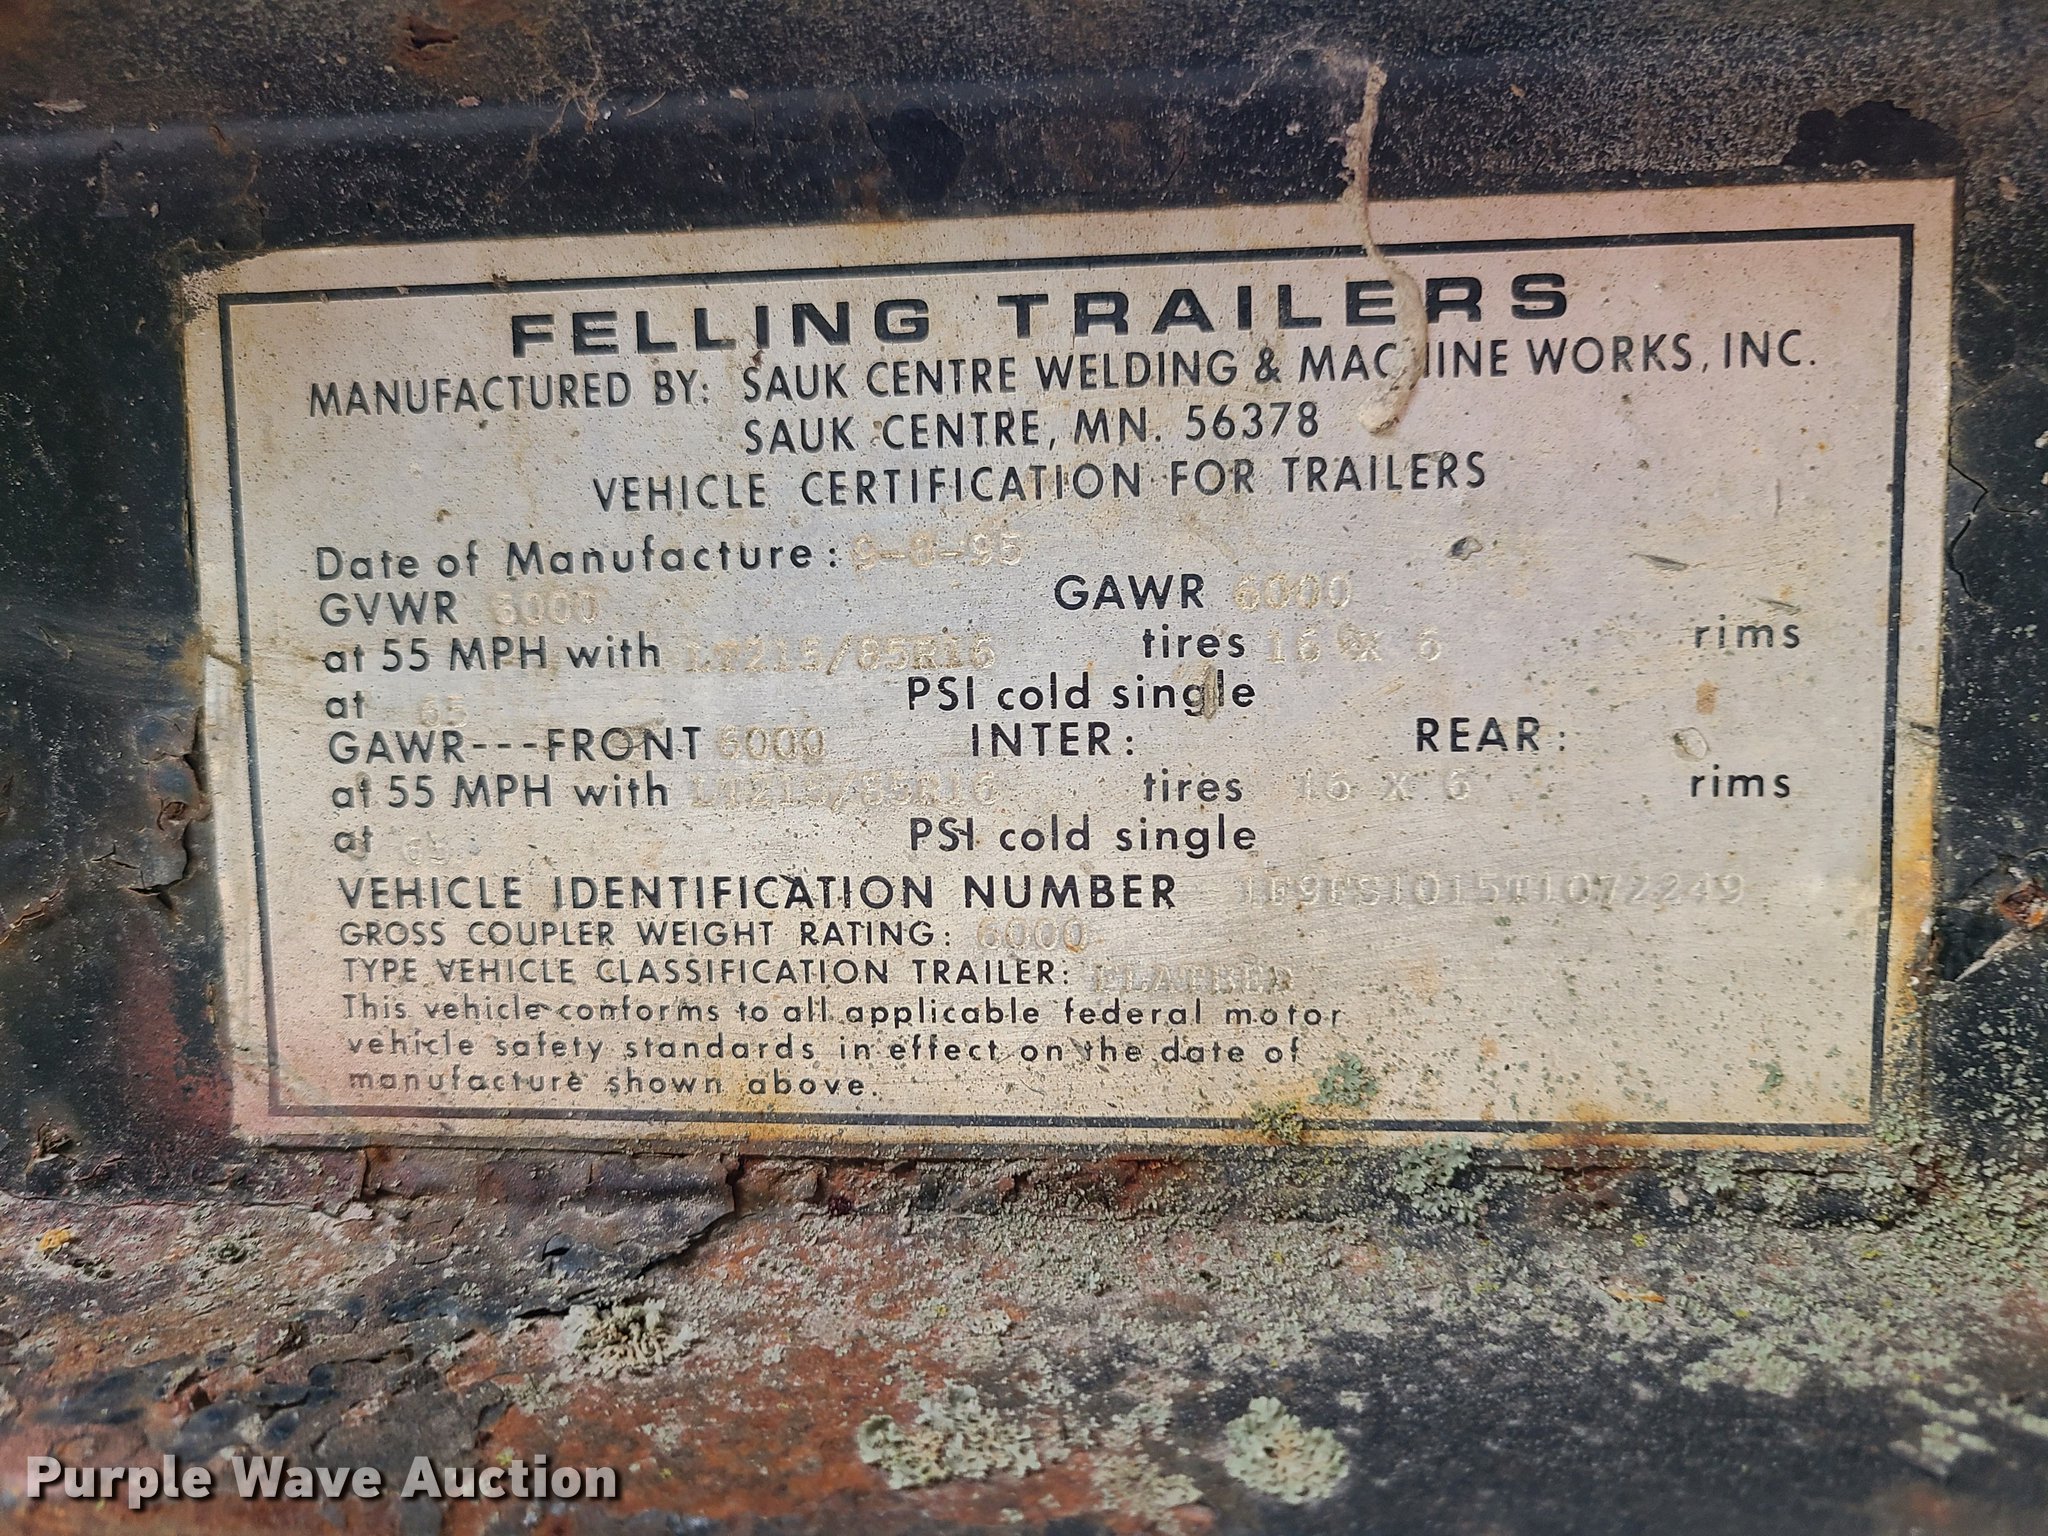 FELLING TRAILERS
MANUFACTURED BY: SAUK CENTRE WELDING & MACHINE WORKS, INC.
SAUK CENTRE, MN. 56378
VEHICLE CERTIFICATION FOR TRAILERS
Date of Manufacture:
GVWR 6000 GAWR 6000
at 55 MPH with LT215/85R16 tires 16 X 6 rims
at 65 PSI cold single
GAWR---FRONT 6000 INTER: REAR:
at 55 MPH with LT215/85R16 tires 16 X 6 rims
at 65 PSI cold single
VEHICLE IDENTIFICATION NUMBER
GROSS COUPLER WEIGHT RATING: 6000
TYPE VEHICLE CLASSIFICATION TRAILER: FLATBED
This vehicle conforms to all applicable federal motor
vehicle safety standards in effect on the date of
manufacture shown above.
Purple Wave Auction